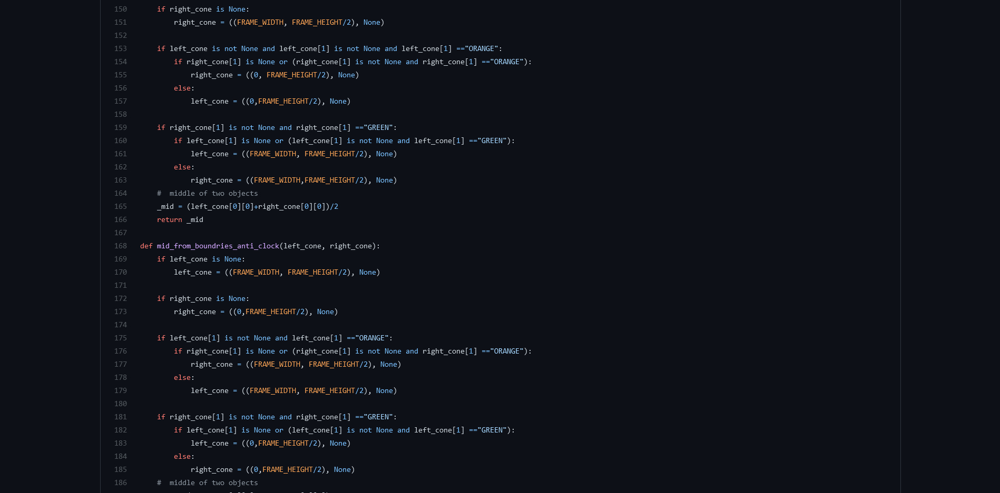 150 if right_cone is None:
151 right_cone = ((FRAME_WIDTH, FRAME_HEIGHT/2), None)
152
153 if left_cone is not None and left_cone[1] is not None and left_cone[1] =="ORANGE":
154 if right_cone[1] is None or (right_cone[1] is not None and right_cone[1] =="ORANGE"):
155 right_cone = ((0, FRAME_HEIGHT/2), None)
156 else:
157 left_cone = ((0,FRAME_HEIGHT/2), None)
158
159 if right_cone[1] is not None and right_cone[1] =="GREEN":
160 if left_cone[1] is None or (left_cone[1] is not None and left_cone[1] =="GREEN"):
161 left_cone = ((FRAME_WIDTH, FRAME_HEIGHT/2), None)
162 else:
163 right_cone = ((FRAME_WIDTH,FRAME_HEIGHT/2), None)
164 #  middle of two objects
165 _mid = (left_cone[0][0]+right_cone[0][0])/2
166 return _mid
167
168 def mid_from_boundries_anti_clock(left_cone, right_cone):
169 if left_cone is None:
170 left_cone = ((FRAME_WIDTH, FRAME_HEIGHT/2), None)
171
172 if right_cone is None:
173 right_cone = ((0,FRAME_HEIGHT/2), None)
174
175 if left_cone[1] is not None and left_cone[1] =="ORANGE":
176 if right_cone[1] is None or (right_cone[1] is not None and right_cone[1] =="ORANGE"):
177 right_cone = ((FRAME_WIDTH, FRAME_HEIGHT/2), None)
178 else:
179 left_cone = ((FRAME_WIDTH, FRAME_HEIGHT/2), None)
180
181 if right_cone[1] is not None and right_cone[1] =="GREEN":
182 if left_cone[1] is None or (left_cone[1] is not None and left_cone[1] =="GREEN"):
183 left_cone = ((0,FRAME_HEIGHT/2), None)
184 else:
185 right_cone = ((0,FRAME_HEIGHT/2), None)
186 #  middle of two objects